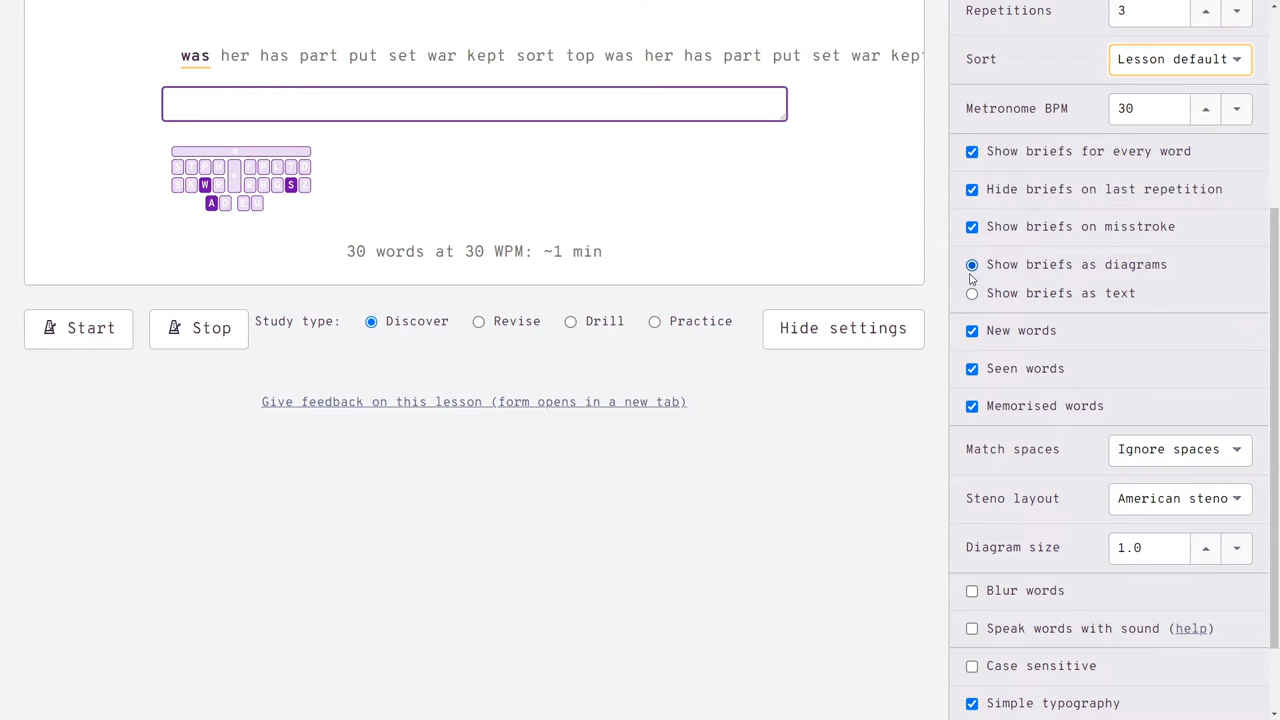 Repetitions 3
was her has part put set war kept sort top was her has part put set war kept
Sort Lesson default
Metronome BPM 30
Show briefs for every word
S T P H * F P L T D
S K W R R B G S Z
A O E U
Hide briefs on last repetition
Show briefs on misstroke
30 words at 30 WPM: ~1 min
Show briefs as diagrams
Show briefs as text
Start Stop Study type: Discover Revise Drill Practice Hide settings
New words
Seen words
Give feedback on this lesson (form opens in a new tab)
Memorised words
Match spaces Ignore spaces
Steno layout American steno
Diagram size 1.0
Blur words
Speak words with sound (help)
Case sensitive
Simple typography